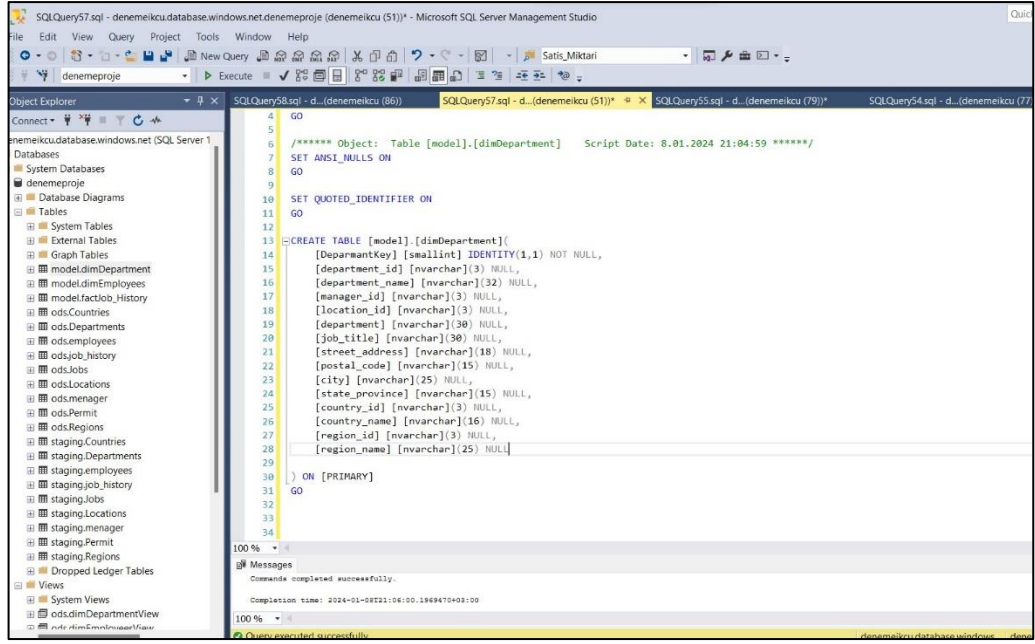 SQLQuery57.sql - denemeikcu.database.windows.net.denemeproje (denemeikcu (51))* - Microsoft SQL Server Management Studio
Quic
File Edit View Query Project Tools Window Help
New Query
Satis_Miktari
denemeproje
Execute
Object Explorer
SQLQuery58.sql - d...(denemeikcu (86))
SQLQuery57.sql - d...(denemeikcu (51))*
SQLQuery55.sql - d...(denemeikcu (79))*
SQLQuery54.sql - d...(denemeikcu (77
Connect
enemeikcu.database.windows.net (SQL Server 1
Databases
System Databases
denemeproje
Database Diagrams
Tables
System Tables
External Tables
Graph Tables
model.dimDepartment
model.dimEmployees
model.factJob_History
ods.Countries
ods.Departments
ods.employees
ods.job_history
ods.Jobs
ods.Locations
ods.menager
ods.Permit
ods.Regions
staging.Countries
staging.Departments
staging.employees
staging.job_history
staging.Jobs
staging.Locations
staging.menager
staging.Permit
staging.Regions
Dropped Ledger Tables
Views
System Views
ods.dimDepartmentView
ods.dimEmployeesView
4 GO
5
6 /****** Object: Table [model].[dimDepartment] Script Date: 8.01.2024 21:04:59 ******/
7 SET ANSI_NULLS ON
8 GO
9
10 SET QUOTED_IDENTIFIER ON
11 GO
12
13 CREATE TABLE [model].[dimDepartment](
14 [DeparmantKey] [smallint] IDENTITY(1,1) NOT NULL,
15 [department_id] [nvarchar](3) NULL,
16 [department_name] [nvarchar](32) NULL,
17 [manager_id] [nvarchar](3) NULL,
18 [location_id] [nvarchar](3) NULL,
19 [department] [nvarchar](30) NULL,
20 [job_title] [nvarchar](30) NULL,
21 [street_address] [nvarchar](18) NULL,
22 [postal_code] [nvarchar](15) NULL,
23 [city] [nvarchar](25) NULL,
24 [state_province] [nvarchar](15) NULL,
25 [country_id] [nvarchar](3) NULL,
26 [country_name] [nvarchar](16) NULL,
27 [region_id] [nvarchar](3) NULL,
28 [region_name] [nvarchar](25) NULL
29
30 ) ON [PRIMARY]
31 GO
32
33
34
100 %
Messages
Commands completed successfully.
Completion time: 2024-01-08T21:06:00.1969470+03:00
100 %
Query executed successfully
denemeikcu.database.windows